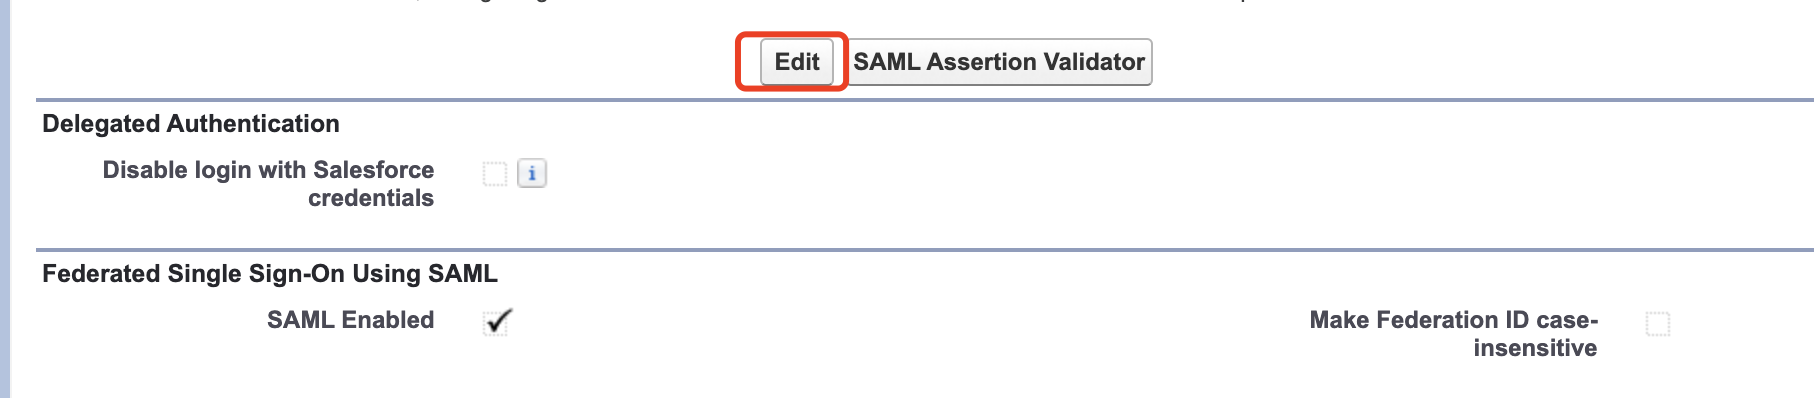 Edit
SAML Assertion Validator
Delegated Authentication
Disable login with Salesforce
credentials
i
Federated Single Sign-On Using SAML
SAML Enabled
Make Federation ID case-
insensitive